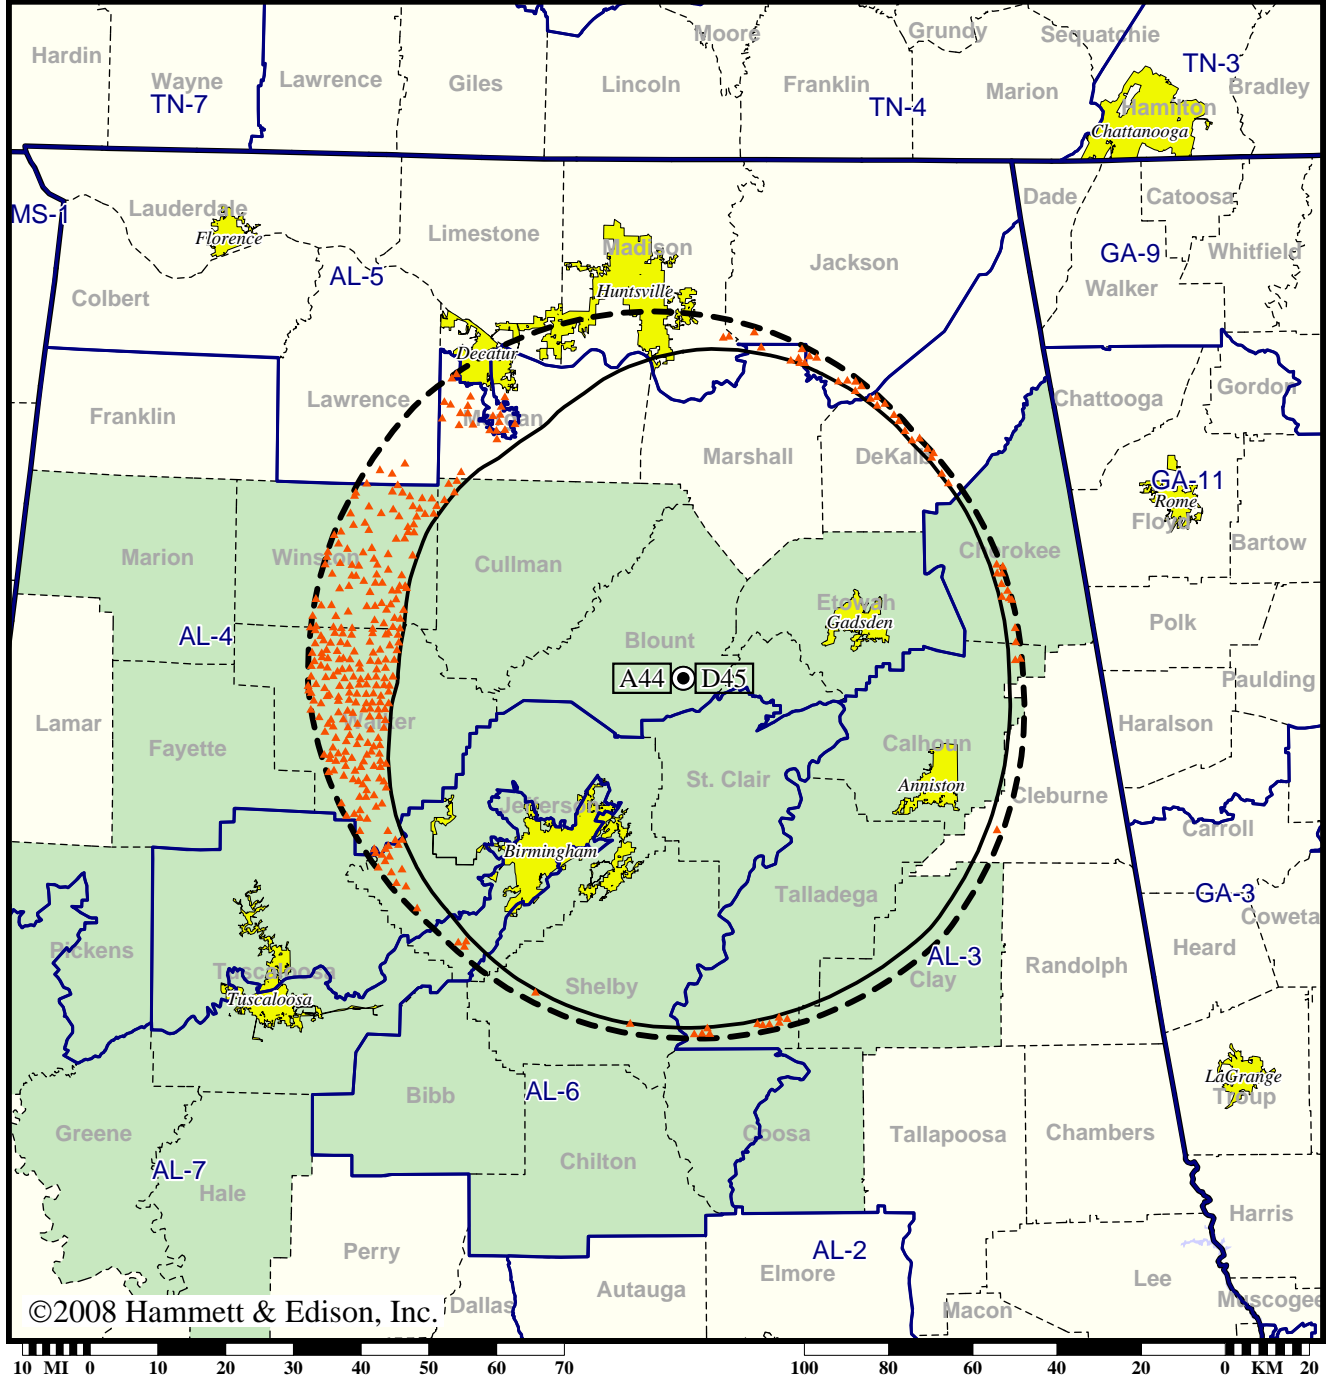 Moore
Grundy
Sequatchie
Hardin
TN-3
Wayne
Lawrence
Giles
Lincoln
Franklin
Marion
Bradley
TN-7
TN-4
Hamilton
Chattanooga
MS-1
Lauderdale
Florence
Limestone
Madison
Dade
Catoosa
Jackson
GA-9
Whitfield
AL-5
Colbert
Huntsville
Walker
Decatur
Franklin
Lawrence
Morgan
Chattooga
Gordon
Marshall
DeKalb
GA-11
Rome
Floyd
Marion
Winston
Cullman
Cherokee
Bartow
Etowah
Gadsden
AL-4
Blount
Polk
A44
D45
Paulding
Lamar
Fayette
Walker
Calhoun
Haralson
St. Clair
Anniston
Cleburne
Jefferson
Carroll
Birmingham
Talladega
GA-3
Coweta
Pickens
Tuscaloosa
Tuscaloosa
Shelby
AL-3
Clay
Randolph
Heard
LaGrange
Troup
Bibb
AL-6
Greene
Coosa
Tallapoosa
Chambers
AL-7
Hale
Chilton
Harris
Perry
AL-2
Elmore
Autauga
Lee
Dallas
Macon
Muscogee
©2008 Hammett & Edison, Inc.
10 MI 0 10 20 30 40 50 60 70 100 80 60 40 20 0 KM 20